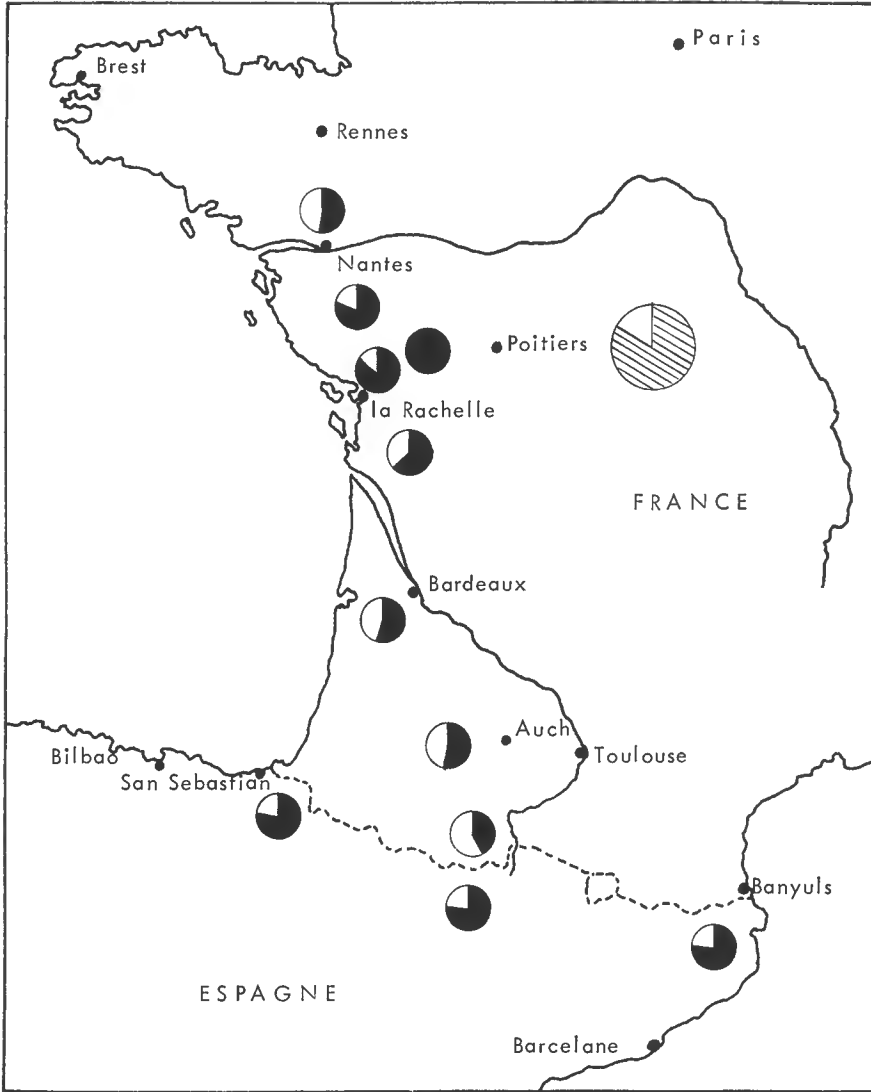 Paris
Brest
Rennes
Nantes
Poitiers
la Rachelle
FRANCE
Bardeaux
Auch
Toulouse
Bilbao
San Sebastian
Banyuls
ESPAGNE
Barcelane